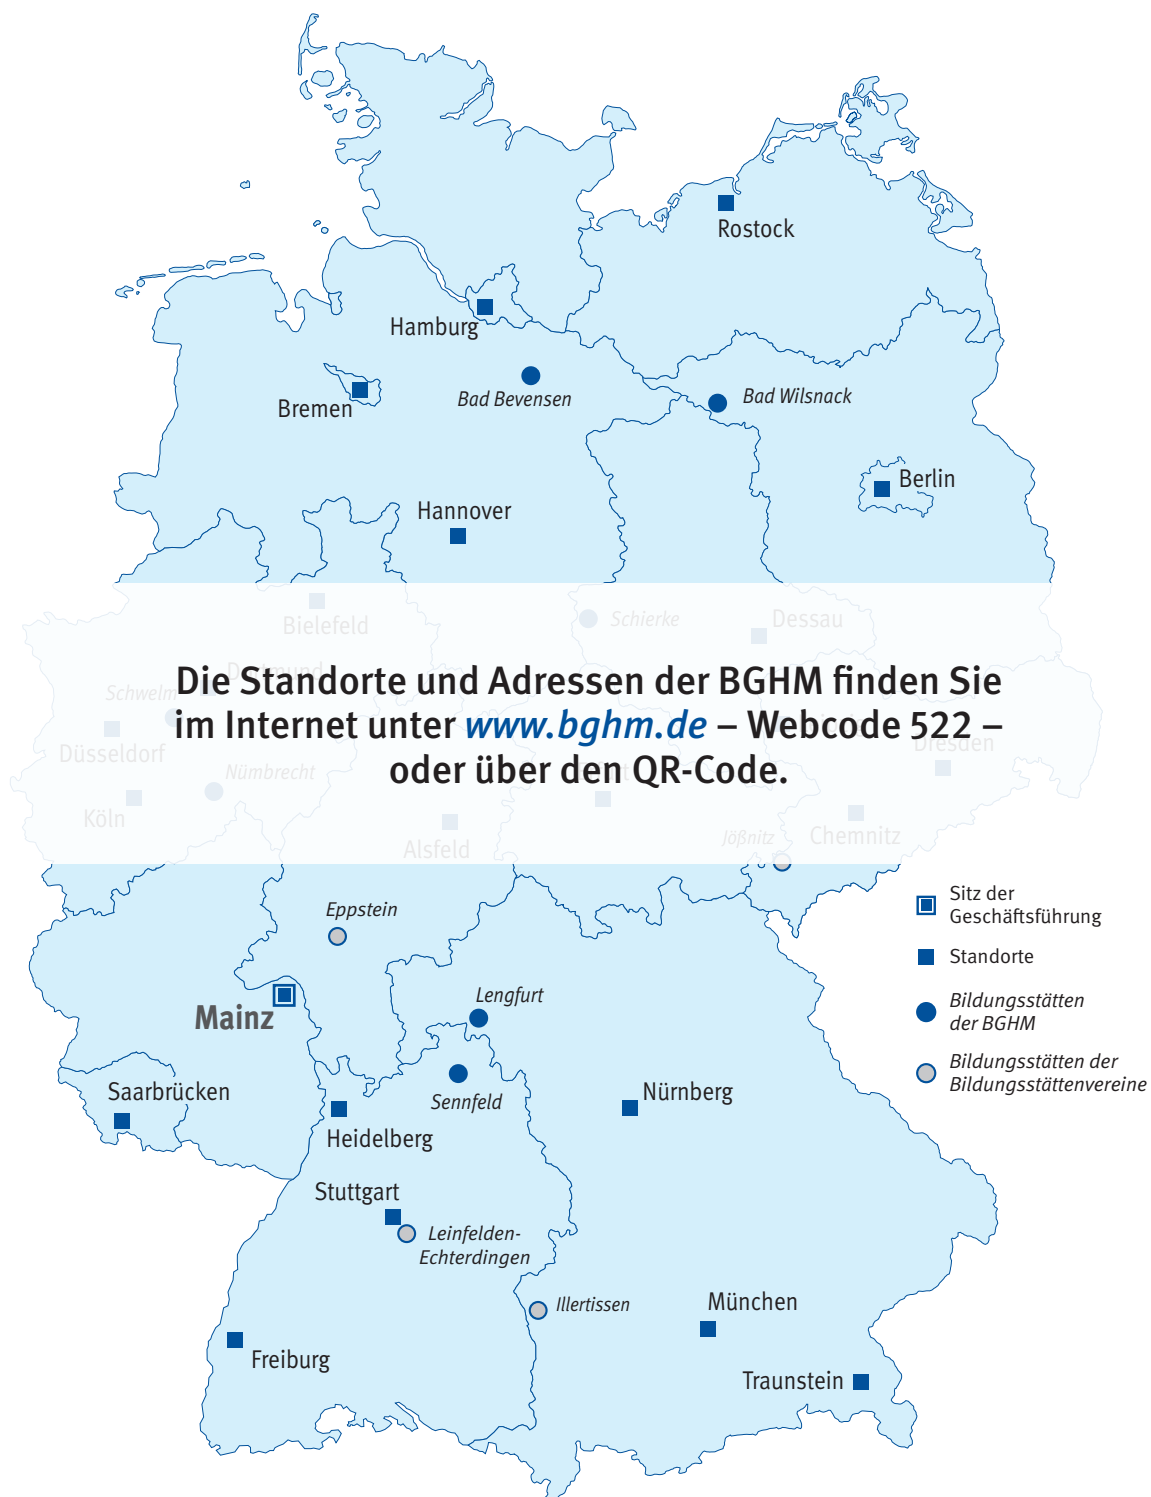 Rostock
Hamburg
Bad Bevensen
Bad Wilsnack
Bremen
Berlin
Hannover
Bielefeld
Schierke
Dessau
Dortmund
Schwelm
Die Standorte und Adressen der BGHM finden Sie
im Internet unter www.bghm.de – Webcode 522 –
oder über den QR-Code.
Düsseldorf
Dresden
Nümbrecht
Köln
Alsfeld
Jößnitz
Chemnitz
Sitz der
Geschäftsführung
Standorte
Bildungsstätten
der BGHM
Bildungsstätten der
Bildungsstättenvereine
Eppstein
Mainz
Lengfurt
Saarbrücken
Sennfeld
Nürnberg
Heidelberg
Stuttgart
Leinfelden-
Echterdingen
Illertissen
München
Freiburg
Traunstein